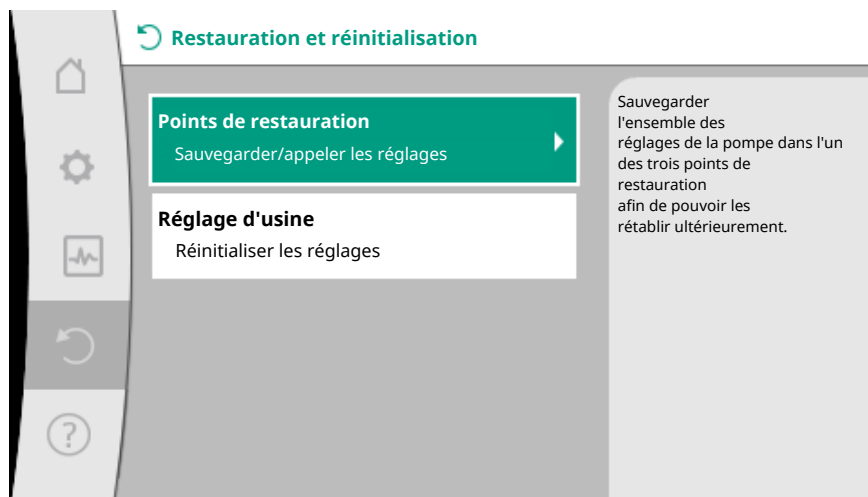 Restauration et réinitialisation
Points de restauration
Sauvegarder/appeler les réglages
Réglage d'usine
Réinitialiser les réglages
Sauvegarder
l'ensemble des
réglages de la pompe dans l'un
des trois points de
restauration
afin de pouvoir les
rétablir ultérieurement.
?